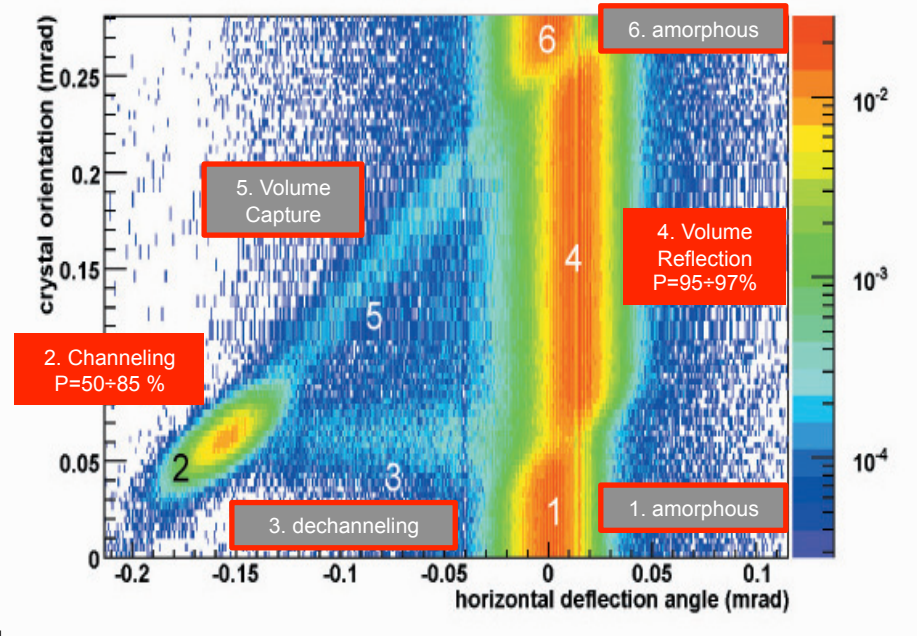 crystal orientation (mrad)
0.25
0.2
0.15
0.05
0
6
6. amorphous
5. Volume
Capture
4
4. Volume
Reflection
P=95÷97%
5
2. Channeling
P=50÷85 %
2
3
3. dechanneling
1
1. amorphous
-0.2
-0.15
-0.1
-0.05
0
0.05
0.1
horizontal deflection angle (mrad)
10⁻²
10⁻³
10⁻⁴